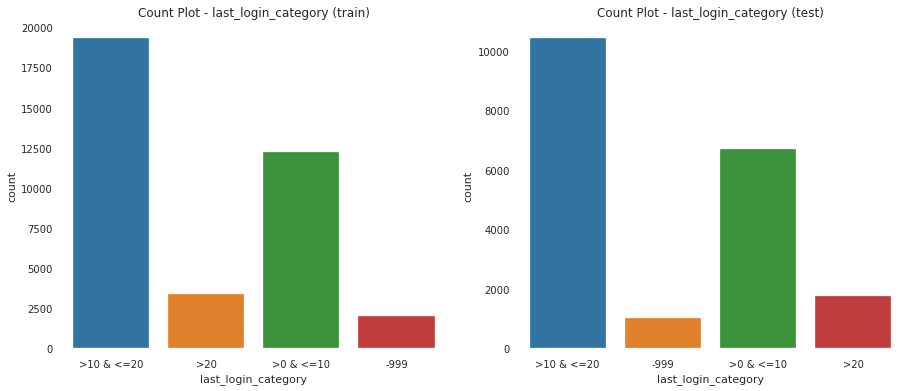 Count Plot - last_login_category (train)
20000
17500
15000
12500
10000
7500
5000
2500
0
count
>10 & <=20 >20 >0 & <=10 -999
last_login_category
Count Plot - last_login_category (test)
10000
8000
6000
4000
2000
0
count
>10 & <=20 -999 >0 & <=10 >20
last_login_category